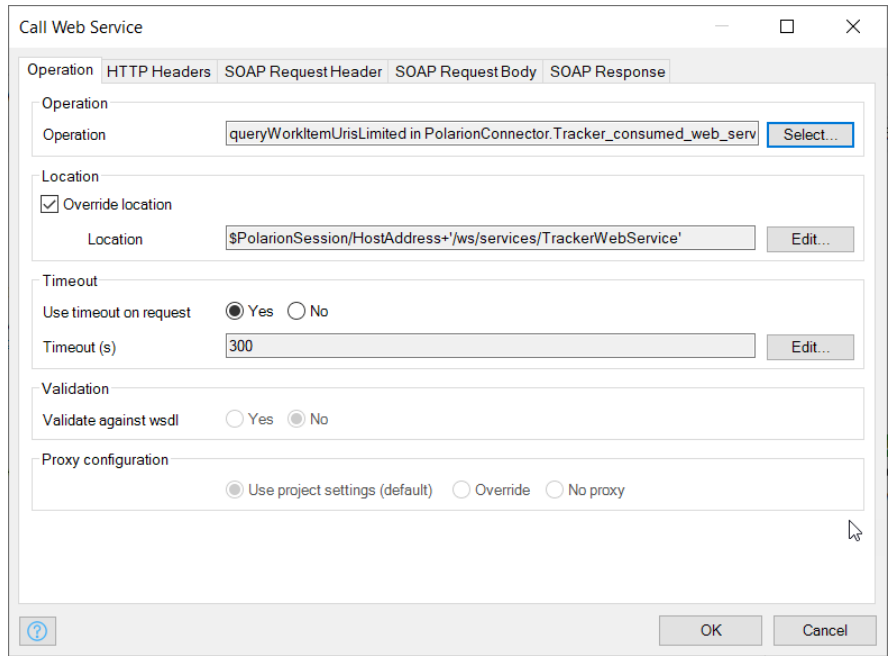 Call Web Service
Operation HTTP Headers SOAP Request Header SOAP Request Body SOAP Response
Operation
Operation queryWorkItemUrisLimited in PolarionConnector.Tracker_consumed_web_serv Select...
Location
Override location
Location $PolarionSession/HostAddress+'/ws/services/TrackerWebService' Edit...
Timeout
Use timeout on request Yes No
Timeout (s) 300 Edit...
Validation
Validate against wsdl Yes No
Proxy configuration
Use project settings (default) Override No proxy
? OK Cancel